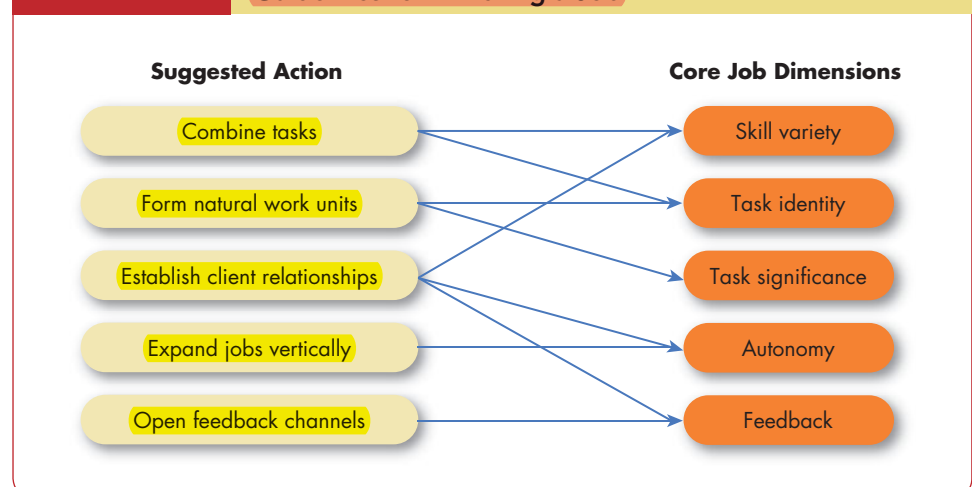 Suggested Action
Core Job Dimensions
Combine tasks
Skill variety
Form natural work units
Task identity
Establish client relationships
Task significance
Expand jobs vertically
Autonomy
Open feedback channels
Feedback